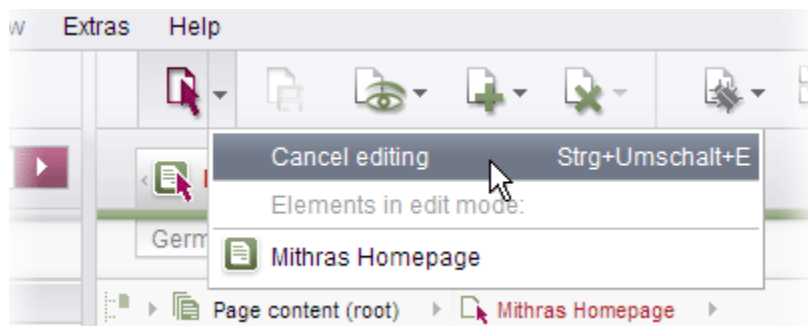 Extras Help
Cancel editing Strg+Umschalt+E
Elements in edit mode:
Germ
Mithras Homepage
Page content (root) Mithras Homepage